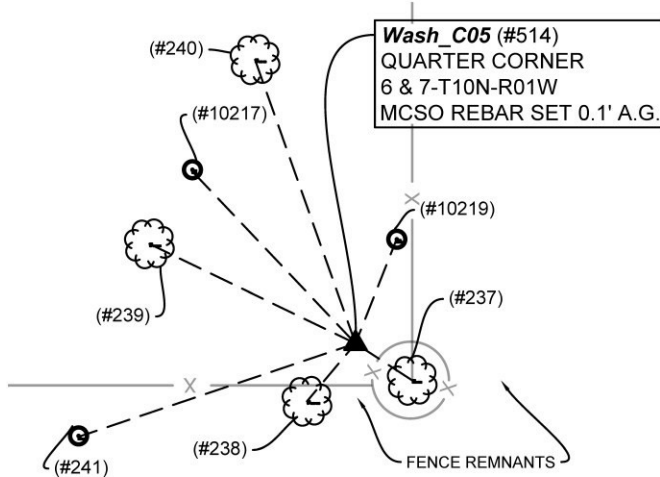 Wash_C05 (#514)
QUARTER CORNER
6 & 7-T10N-R01W
MCSO REBAR SET 0.1' A.G.
(#240)
(#10217)
(#10219)
(#239)
(#237)
X
X
X
X
(#238)
(#241)
FENCE REMNANTS